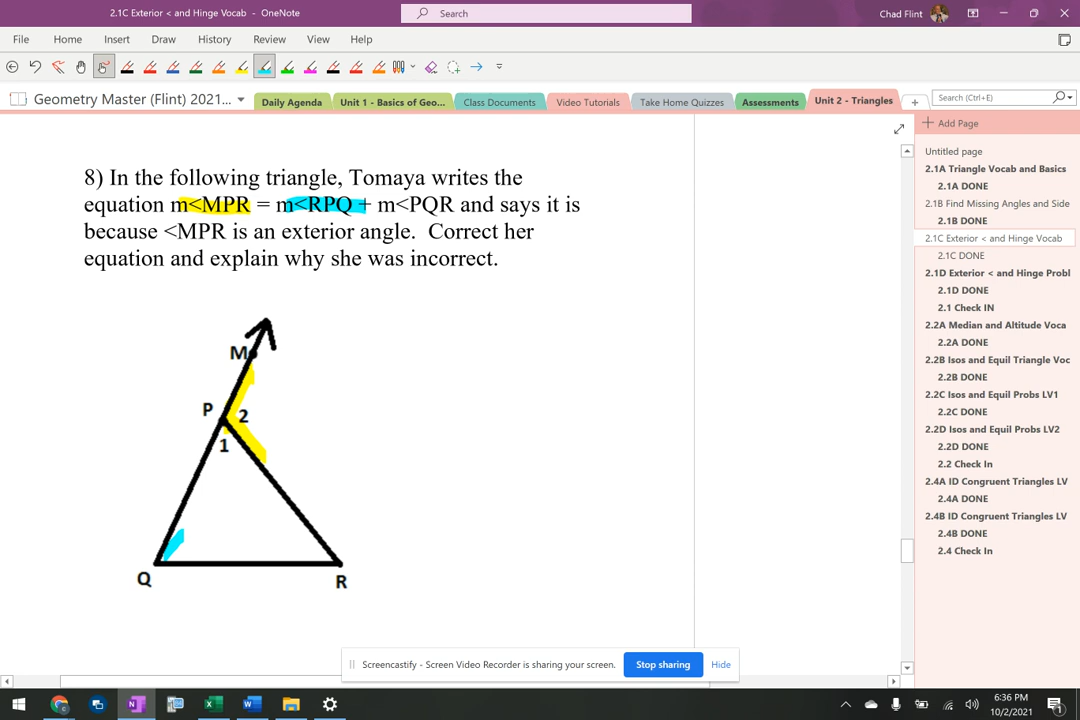 2.1C Exterior < and Hinge Vocab - OneNote
Search
Chad Flint
File Home Insert Draw History Review View Help
Geometry Master (Flint) 2021...
Daily Agenda
Unit 1 - Basics of Geo...
Class Documents
Video Tutorials
Take Home Quizzes
Assessments
Unit 2 - Triangles
Search (Ctrl+E)
Add Page
Untitled page
2.1A Triangle Vocab and Basics
2.1A DONE
2.1B Find Missing Angles and Side
2.1B DONE
2.1C Exterior < and Hinge Vocab
2.1C DONE
2.1D Exterior < and Hinge Probl
2.1D DONE
2.1 Check IN
2.2A Median and Altitude Voca
2.2A DONE
2.2B Isos and Equil Triangle Voc
2.2B DONE
2.2C Isos and Equil Probs LV1
2.2C DONE
2.2D Isos and Equil Probs LV2
2.2D DONE
2.2 Check In
2.4A ID Congruent Triangles LV
2.4A DONE
2.4B ID Congruent Triangles LV
2.4B DONE
2.4 Check In
8) In the following triangle, Tomaya writes the
equation m<MPR = m<RPQ + m<PQR and says it is
because <MPR is an exterior angle. Correct her
equation and explain why she was incorrect.
M
P 2
1
Q
R
Screencastify - Screen Video Recorder is sharing your screen.
Stop sharing
Hide
6:36 PM
10/2/2021